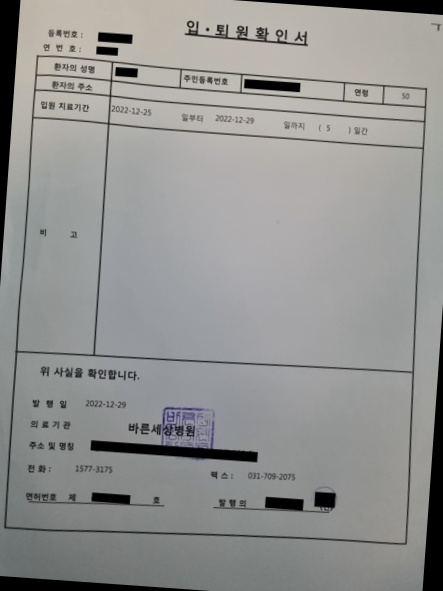 입·퇴원확인서
등록번호 :
연 번 호 :
환자의 성명 주민등록번호 연령 50
환자의 주소
입원 치료기간 2022-12-25 일부터 2022-12-29 일까지 ( 5 ) 일간
비 고
위 사실을 확인합니다.
발 행 일 2022-12-29
의 료 기 관 바른세상병원
주소 및 명칭
전 화 : 1577-3175 팩 스 : 031-709-2075
면허번호 제 호 발 행 의